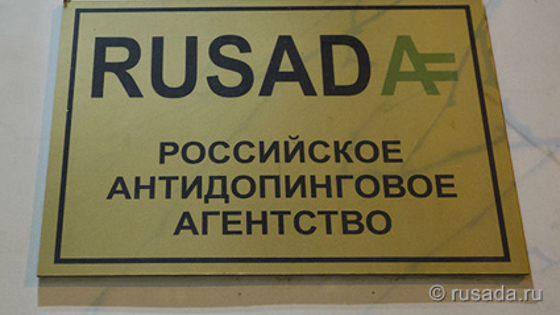 RUSADA
РОССИЙСКОЕ
АНТИДОПИНГОВОЕ
АГЕНТСТВО
© rusada.ru